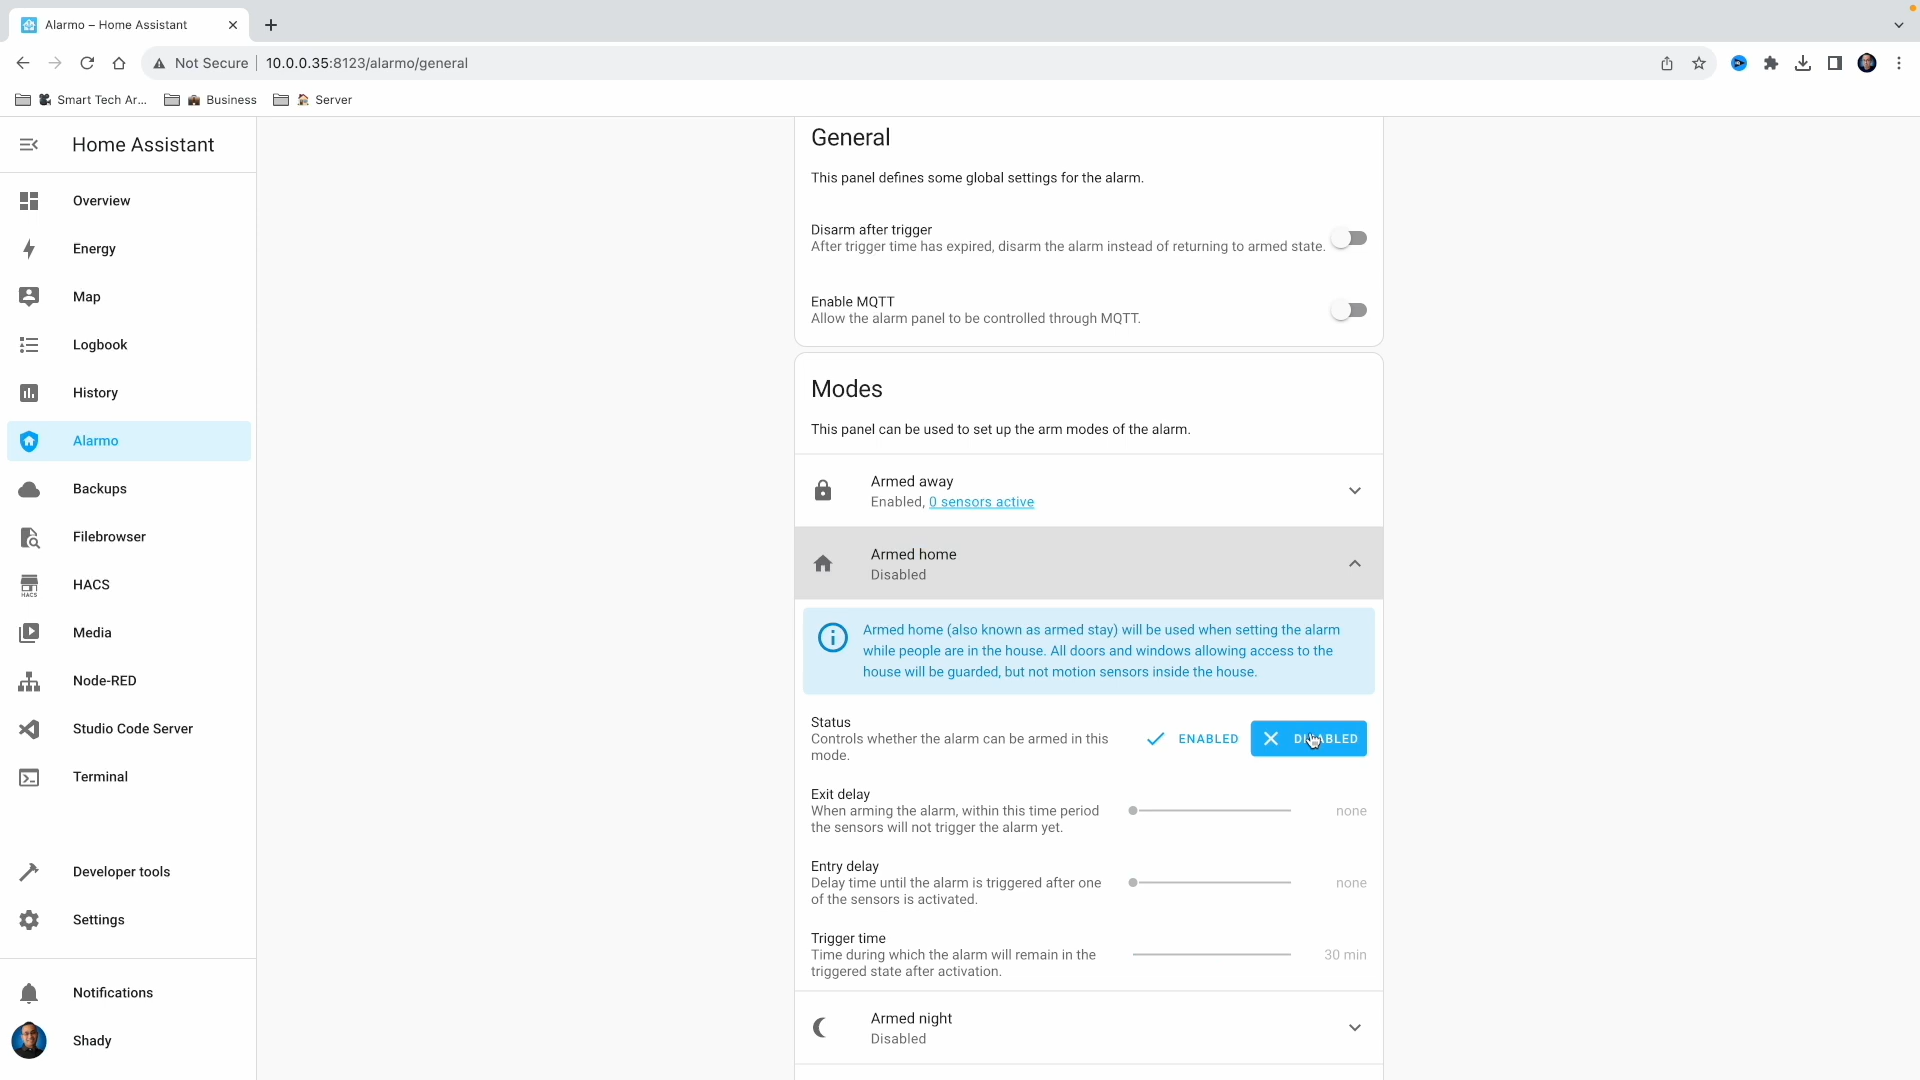 Alarmo – Home Assistant
Not Secure
10.0.0.35:8123/alarmo/general
Smart Tech Ar...
Business
Server
Home Assistant
Overview
Energy
Map
Logbook
History
Alarmo
Backups
Filebrowser
HACS
HACS
Media
Node-RED
Studio Code Server
Terminal
Developer tools
Settings
Notifications
Shady
General
This panel defines some global settings for the alarm.
Disarm after trigger
After trigger time has expired, disarm the alarm instead of returning to armed state.
Enable MQTT
Allow the alarm panel to be controlled through MQTT.
Modes
This panel can be used to set up the arm modes of the alarm.
Armed away
Enabled, 0 sensors active
Armed home
Disabled
Armed home (also known as armed stay) will be used when setting the alarm
while people are in the house. All doors and windows allowing access to the
house will be guarded, but not motion sensors inside the house.
Status
Controls whether the alarm can be armed in this
mode.
ENABLED
DISABLED
Exit delay
When arming the alarm, within this time period
the sensors will not trigger the alarm yet.
none
Entry delay
Delay time until the alarm is triggered after one
of the sensors is activated.
none
Trigger time
Time during which the alarm will remain in the
triggered state after activation.
30 min
Armed night
Disabled